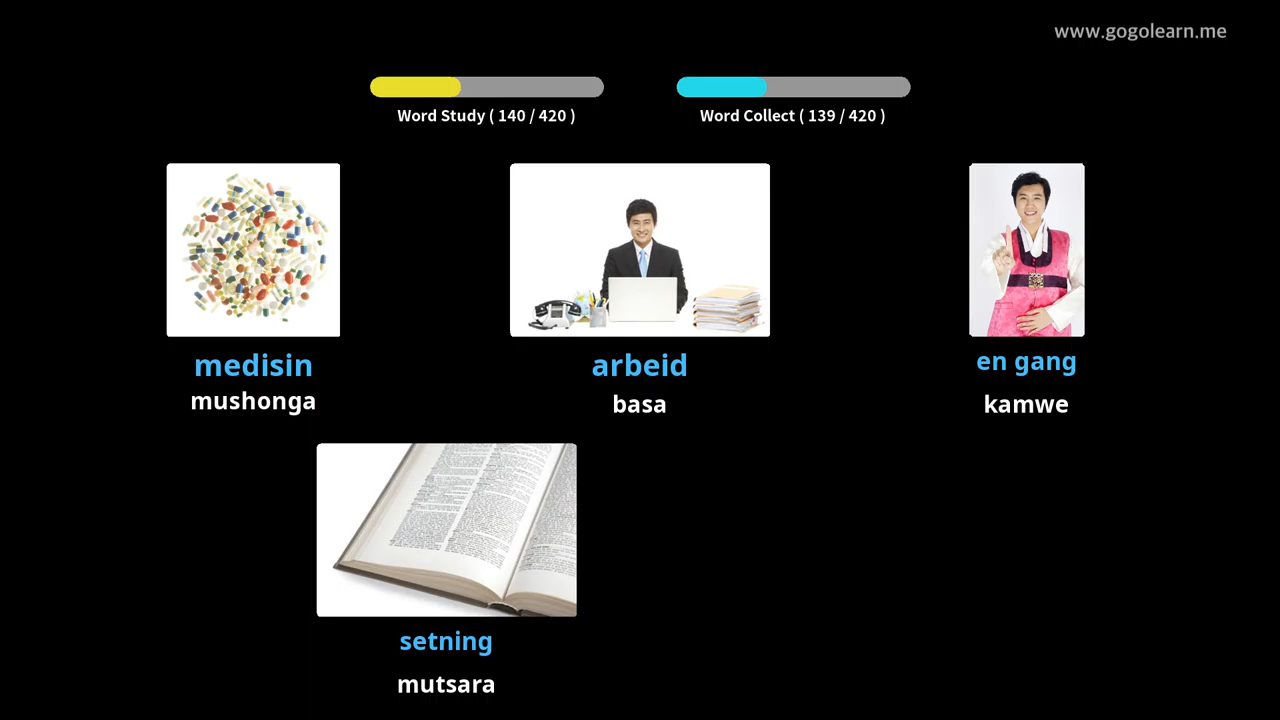 www.gogolearn.me
Word Study ( 140 / 420 )
Word Collect ( 139 / 420 )
medisin
mushonga
arbeid
basa
en gang
kamwe
setning
mutsara